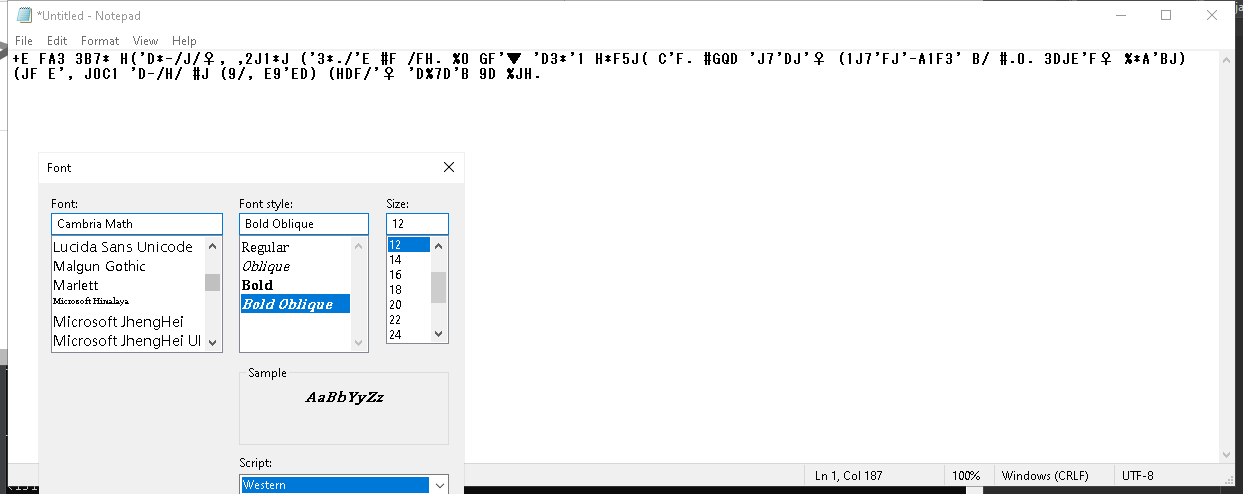 *Untitled - Notepad
File Edit Format View Help
+E FA3 3B7* H('D*-/J/♀, ,2J1*J ('3*./'E #F /FH. %0 GF'▼ 'D3*'1 H*F5J( C'F. #GQD 'J7'DJ'♀ (1J7'FJ'-A1F3' B/ #.0. 3DJE'F♀ %*A'BJ)
(JF E', JOC1 'D-/H/ #J (9/, E9'ED) (HDF/'♀ 'D%7D'B 9D %JH.
Font
Font: Font style: Size:
Cambria Math Bold Oblique 12
Lucida Sans Unicode Regular 12
Malgun Gothic Oblique 14
Marlett Bold 16
Microsoft Himalaya Bold Oblique 18
Microsoft JhengHei 20
Microsoft JhengHei UI 22
24
Sample
AaBbYyZz
Script:
Western
Ln 1, Col 187 100% Windows (CRLF) UTF-8